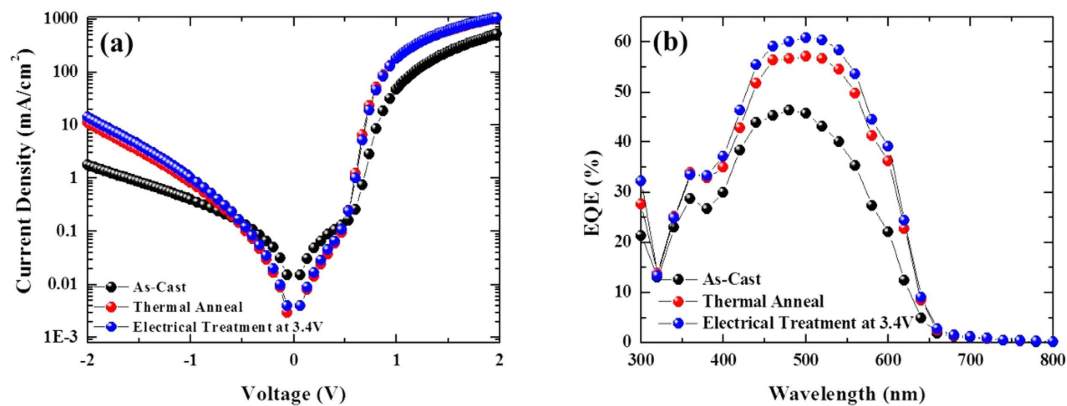 (a)
Current Density (mA/cm²)
1000
100
10
1
0.1
0.01
1E-3
As-Cast
Thermal Anneal
Electrical Treatment at 3.4V
-2 -1 0 1 2
Voltage (V)
(b)
EQE (%)
60
50
40
30
20
10
0
As-Cast
Thermal Anneal
Electrical Treatment at 3.4V
300 400 500 600 700 800
Wavelength (nm)